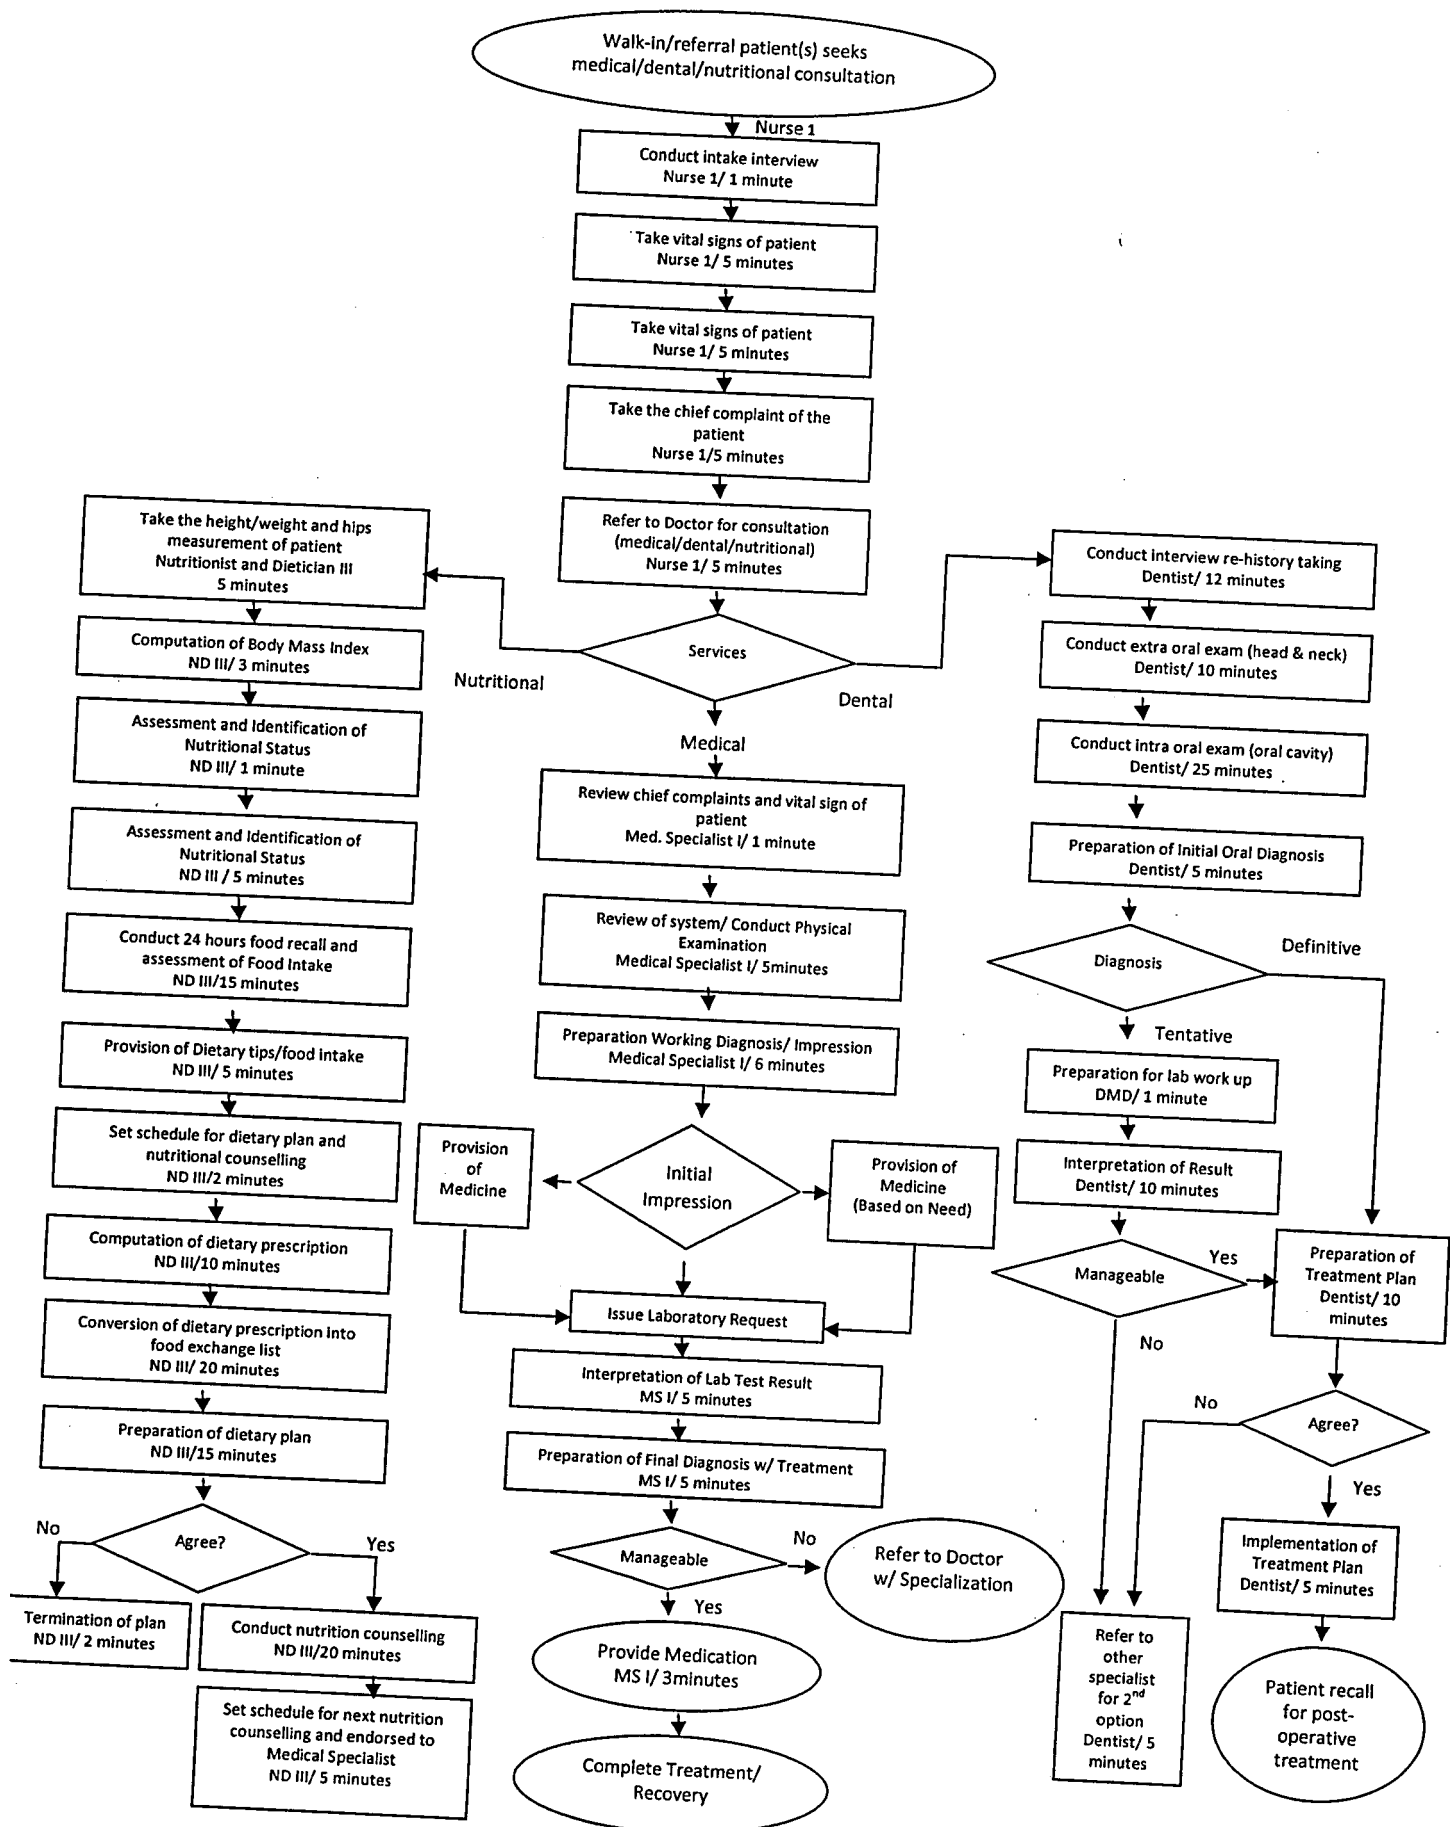 Walk-in/referral patient(s) seeks
medical/dental/nutritional consultation
Nurse 1
Conduct intake interview
Nurse 1/ 1 minute
Take vital signs of patient
Nurse 1/ 5 minutes
Take vital signs of patient
Nurse 1/ 5 minutes
Take the chief complaint of the
patient
Nurse 1/5 minutes
Refer to Doctor for consultation
(medical/dental/nutritional)
Nurse 1/ 5 minutes
Services
Nutritional
Medical
Dental
Take the height/weight and hips
measurement of patient
Nutritionist and Dietician III
5 minutes
Computation of Body Mass Index
ND III/ 3 minutes
Assessment and Identification of
Nutritional Status
ND III/ 1 minute
Assessment and Identification of
Nutritional Status
ND III / 5 minutes
Conduct 24 hours food recall and
assessment of Food Intake
ND III/15 minutes
Provision of Dietary tips/food intake
ND III/ 5 minutes
Set schedule for dietary plan and
nutritional counselling
ND III/2 minutes
Computation of dietary prescription
ND III/10 minutes
Conversion of dietary prescription into
food exchange list
ND III/ 20 minutes
Preparation of dietary plan
ND III/15 minutes
Agree?
No
Yes
Termination of plan
ND III/ 2 minutes
Conduct nutrition counselling
ND III/20 minutes
Set schedule for next nutrition
counselling and endorsed to
Medical Specialist
ND III/ 5 minutes
Review chief complaints and vital sign of
patient
Med. Specialist I/ 1 minute
Review of system/ Conduct Physical
Examination
Medical Specialist I/ 5minutes
Preparation Working Diagnosis/ Impression
Medical Specialist I/ 6 minutes
Initial
Impression
Provision
of
Medicine
Provision of
Medicine
(Based on Need)
Issue Laboratory Request
Interpretation of Lab Test Result
MS I/ 5 minutes
Preparation of Final Diagnosis w/ Treatment
MS I/ 5 minutes
Manageable
No
Refer to Doctor
w/ Specialization
Yes
Provide Medication
MS I/ 3minutes
Complete Treatment/
Recovery
Conduct interview re-history taking
Dentist/ 12 minutes
Conduct extra oral exam (head & neck)
Dentist/ 10 minutes
Conduct intra oral exam (oral cavity)
Dentist/ 25 minutes
Preparation of Initial Oral Diagnosis
Dentist/ 5 minutes
Diagnosis
Definitive
Tentative
Preparation for lab work up
DMD/ 1 minute
Interpretation of Result
Dentist/ 10 minutes
Manageable
Yes
No
Preparation of
Treatment Plan
Dentist/ 10
minutes
Agree?
No
Yes
Implementation of
Treatment Plan
Dentist/ 5 minutes
Refer to
other
specialist
for 2nd
option
Dentist/ 5
minutes
Patient recall
for post-
operative
treatment